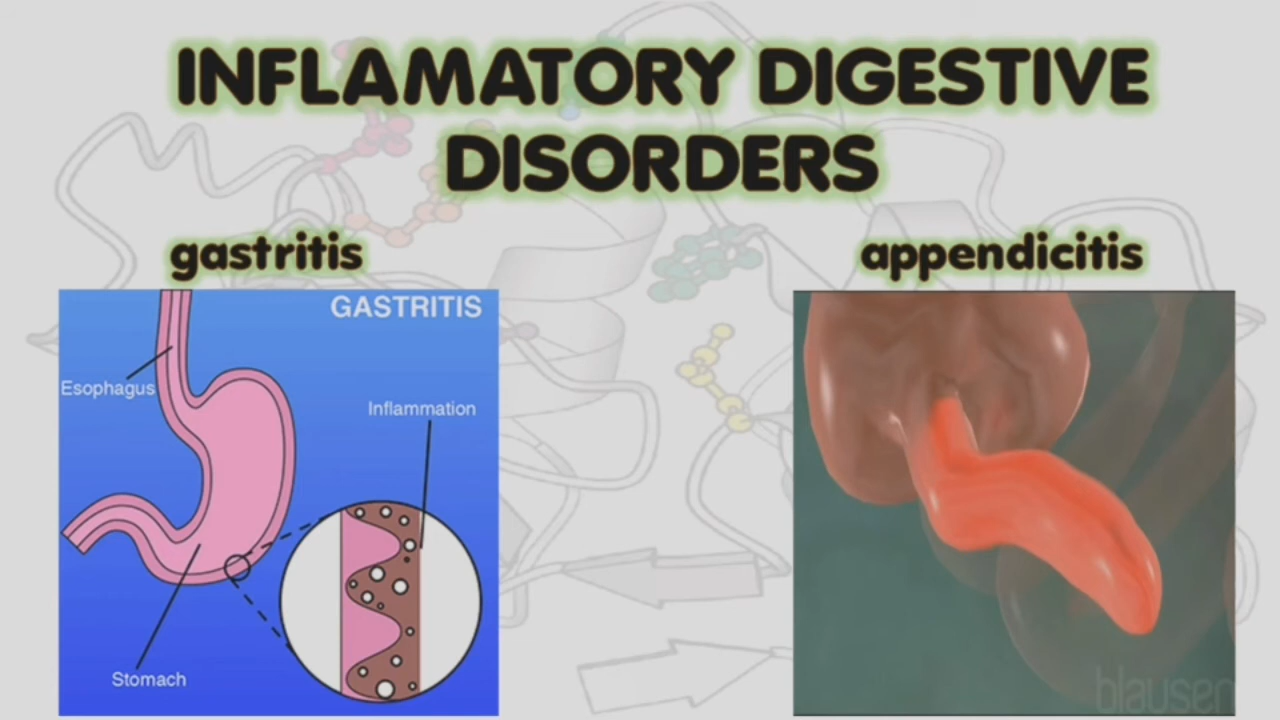 INFLAMATORY DIGESTIVE
DISORDERS
gastritis
appendicitis
GASTRITIS
Esophagus
Inflammation
Stomach
blausen